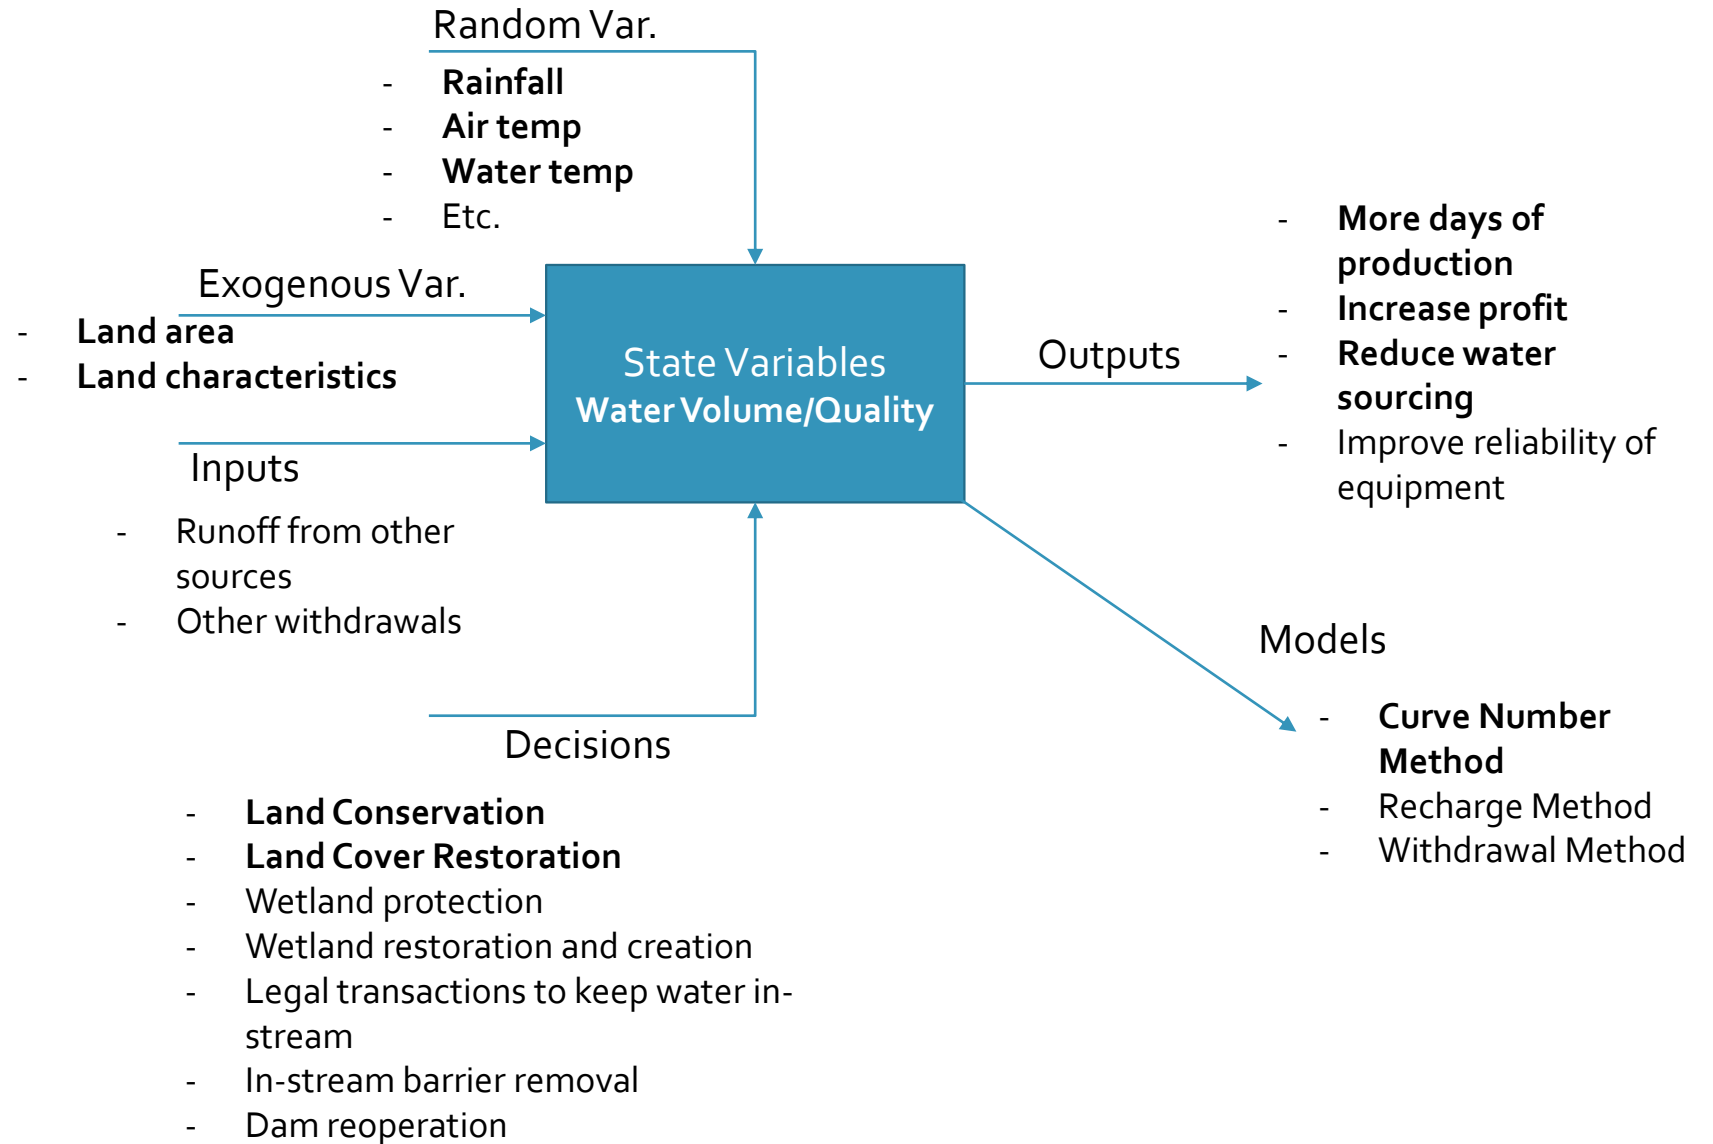 Random Var.
- Rainfall
- Air temp
- Water temp
- Etc.
Exogenous Var.
- Land area
- Land characteristics
Inputs
- Runoff from other
sources
- Other withdrawals
State Variables
Water Volume/Quality
Outputs
- More days of
production
- Increase profit
- Reduce water
sourcing
- Improve reliability of
equipment
Models
- Curve Number
Method
- Recharge Method
- Withdrawal Method
Decisions
- Land Conservation
- Land Cover Restoration
- Wetland protection
- Wetland restoration and creation
- Legal transactions to keep water in-
stream
- In-stream barrier removal
- Dam reoperation